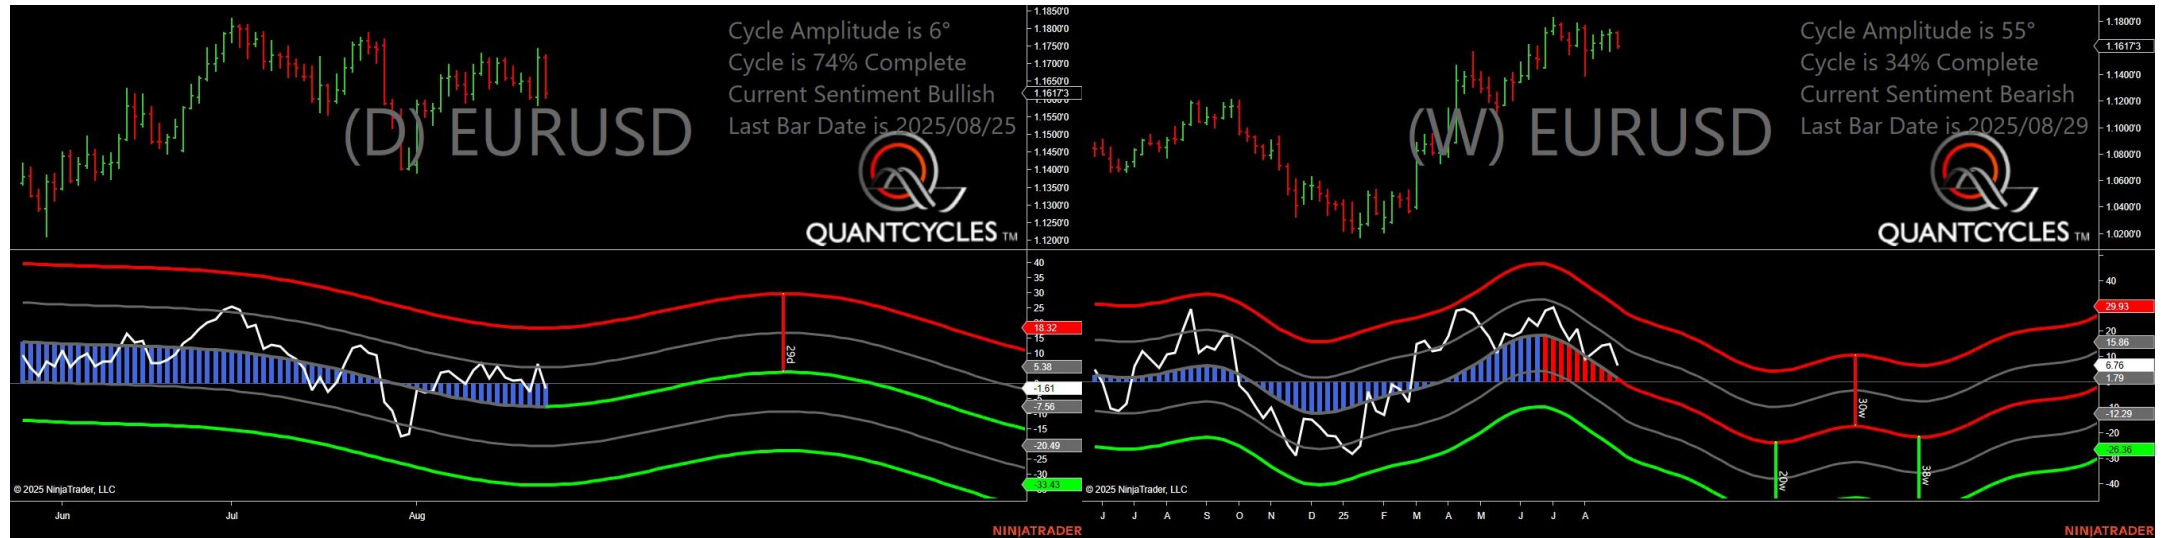 Cycle Amplitude is 6°
Cycle is 74% Complete
Current Sentiment Bullish
Last Bar Date is 2025/08/25
(D) EURUSD
QUANTCYCLES TM
1.1850'0
1.1800'0
1.1750'0
1.1700'0
1.1650'0
1.1617'3
1.1600'0
1.1550'0
1.1500'0
1.1450'0
1.1400'0
1.1350'0
1.1300'0
1.1250'0
1.1200'0
40
35
30
25
18.32
15
10
5.38
-1.61
-7.56
-10
-15
-20.49
-25
-30
-33.43
29d
© 2025 NinjaTrader, LLC
Jun
Jul
Aug
NINJATRADER
Cycle Amplitude is 55°
Cycle is 34% Complete
Current Sentiment Bearish
Last Bar Date is 2025/08/29
(W) EURUSD
QUANTCYCLES TM
1.1800'0
1.1617'3
1.1400'0
1.1200'0
1.1000'0
1.0800'0
1.0600'0
1.0400'0
1.0200'0
40
29.93
20
15.86
10
6.76
1.79
-10
-12.29
-20
-26.36
-30
-40
30w
20w
38w
© 2025 NinjaTrader, LLC
J
J
A
S
O
N
D
25
F
M
A
M
J
J
A
NINJATRADER